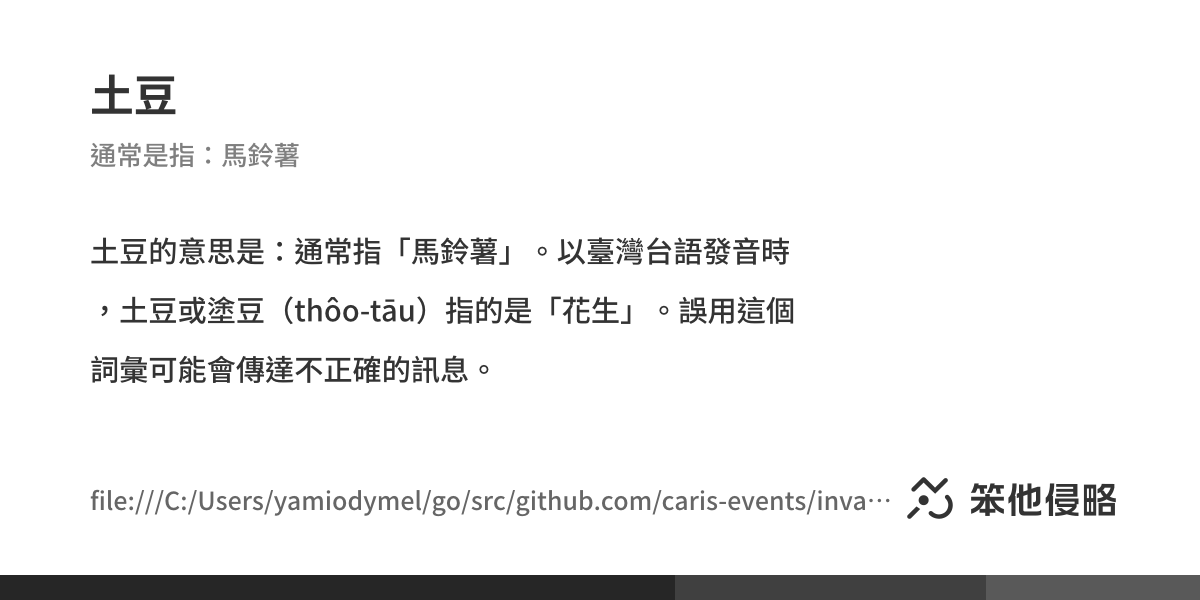 土豆
通常是指：馬鈴薯
土豆的意思是：通常指「馬鈴薯」。以臺灣台語發音時
，土豆或塗豆（thôo-tāu）指的是「花生」。誤用這個
詞彙可能會傳達不正確的訊息。
file:///C:/Users/yamiodymel/go/src/github.com/caris-events/inva⋯
笨他侵略